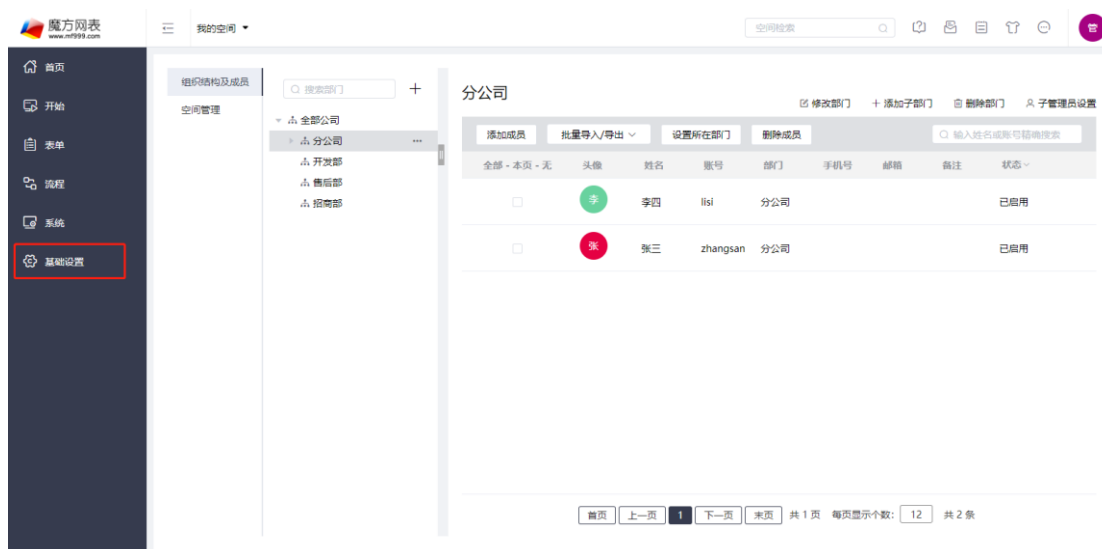 魔方网表
www.mf999.com
我的空间
空间检索
管
首页
开始
表单
流程
系统
基础设置
组织结构及成员
空间管理
搜索部门
全部公司
分公司
开发部
售后部
招商部
分公司
修改部门 添加子部门 删除部门 子管理员设置
添加成员 批量导入/导出 设置所在部门 删除成员 输入姓名或账号精确搜索
全部 - 本页 - 无 头像 姓名 账号 部门 手机号 邮箱 备注 状态
李 李四 lisi 分公司 已启用
张 张三 zhangsan 分公司 已启用
首页 上一页 1 下一页 末页 共 1 页 每页显示个数: 12 共 2 条